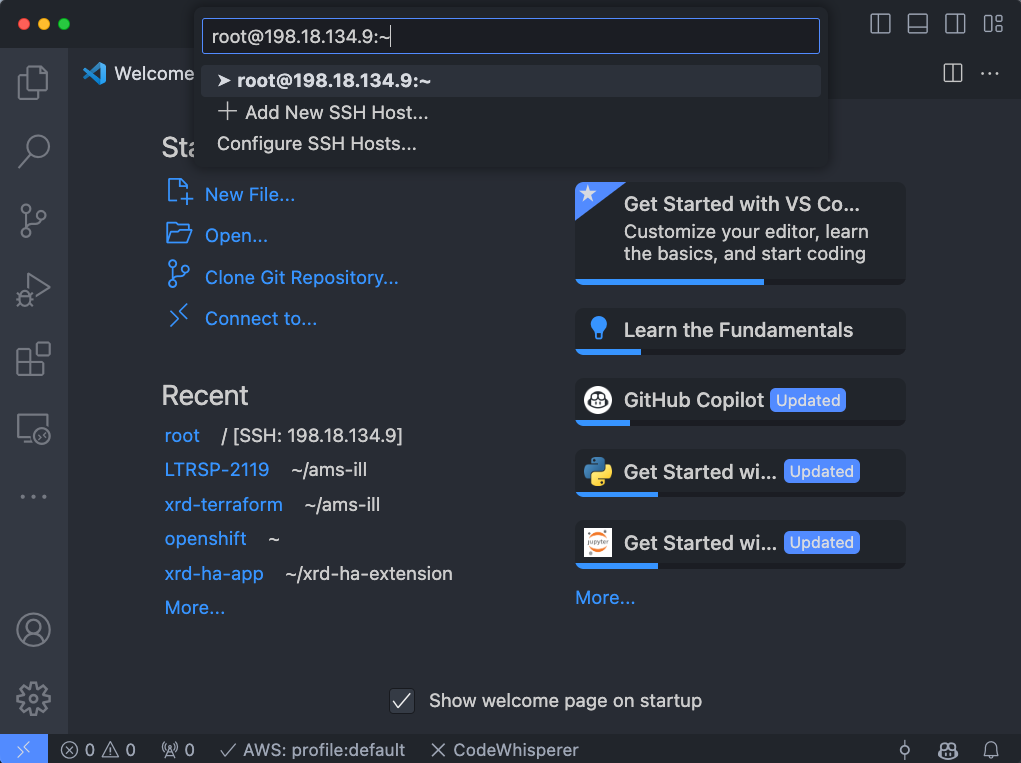 root@198.18.134.9:~
➤ root@198.18.134.9:~
Add New SSH Host...
Configure SSH Hosts...
Welcome
New File...
Open...
Clone Git Repository...
Connect to...
Recent
root / [SSH: 198.18.134.9]
LTRSP-2119 ~/ams-ill
xrd-terraform ~/ams-ill
openshift ~
xrd-ha-app ~/xrd-ha-extension
More...
Get Started with VS Co...
Customize your editor, learn
the basics, and start coding
Learn the Fundamentals
GitHub Copilot Updated
Get Started wi... Updated
jupyter
Get Started wi... Updated
More...
Show welcome page on startup
0 0 0 AWS: profile:default CodeWhisperer